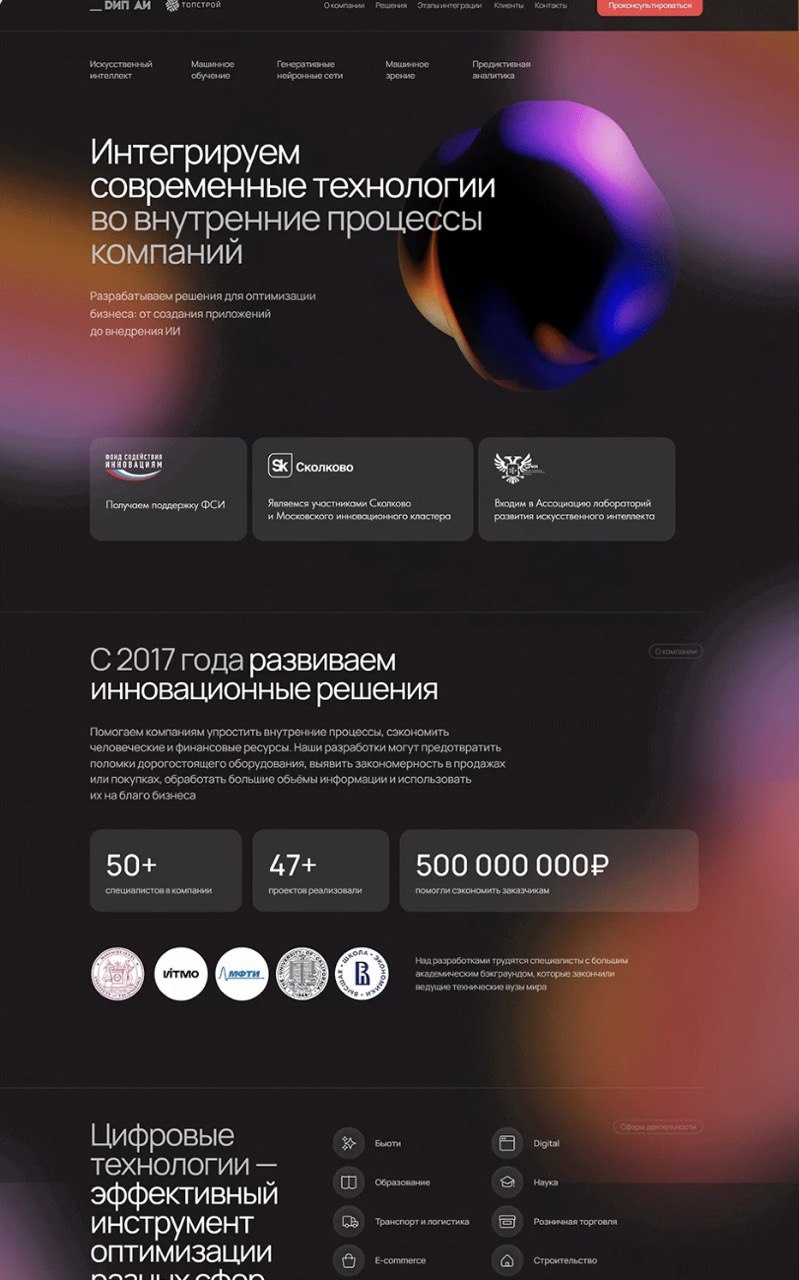 __ DИП АИ
ТОПСТРОЙ
О компании Решения Этапы интеграции Клиенты Контакты
Проконсультироваться
Искусственный
интеллект
Машинное
обучение
Генеративные
нейронные сети
Машинное
зрение
Предиктивная
аналитика
Интегрируем
современные технологии
во внутренние процессы
компаний
Разрабатываем решения для оптимизации
бизнеса: от создания приложений
до внедрения ИИ
ФОНД СОДЕЙСТВИЯ
ИННОВАЦИЯМ
Получаем поддержку ФСИ
Sk Сколково
Являемся участниками Сколково
и Московского инновационного кластера
Входим в Ассоциацию лабораторий
развития искусственного интеллекта
С 2017 года развиваем
инновационные решения
О компании
Помогаем компаниям упростить внутренние процессы, сэкономить
человеческие и финансовые ресурсы. Наши разработки могут предотвратить
поломки дорогостоящего оборудования, выявить закономерность в продажах
или покупках, обработать большие объёмы информации и использовать
их на благо бизнеса
50+
специалистов в компании
47+
проектов реализовали
500 000 000₽
помогли сэкономить заказчикам
ИТМО
МФТИ
ВЫСШАЯ ШКОЛА ЭКОНОМИКИ
Над разработками трудятся специалисты с большим
академическим бэкграундом, которые закончили
ведущие технические вузы мира
Цифровые
технологии —
эффективный
инструмент
оптимизации
разных сфер
Сферы деятельности
Бьюти
Digital
Образование
Наука
Транспорт и логистика
Розничная торговля
E-commerce
Строительство